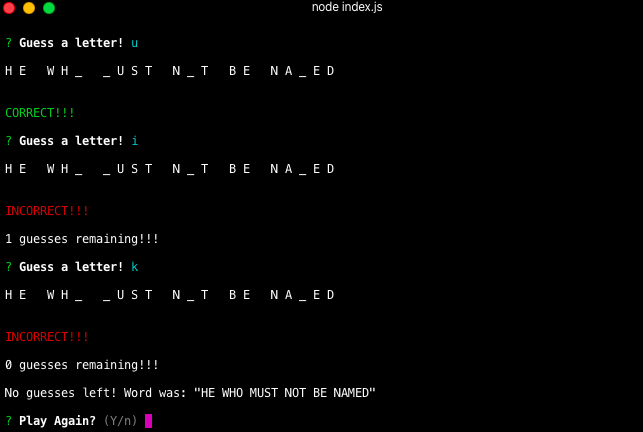 node index.js
? Guess a letter! u
H E   W H _   _ U S T   N _ T   B E   N A _ E D
CORRECT!!!
? Guess a letter! i
H E   W H _   _ U S T   N _ T   B E   N A _ E D
INCORRECT!!!
1 guesses remaining!!!
? Guess a letter! k
H E   W H _   _ U S T   N _ T   B E   N A _ E D
INCORRECT!!!
0 guesses remaining!!!
No guesses left! Word was: "HE WHO MUST NOT BE NAMED"
? Play Again? (Y/n)